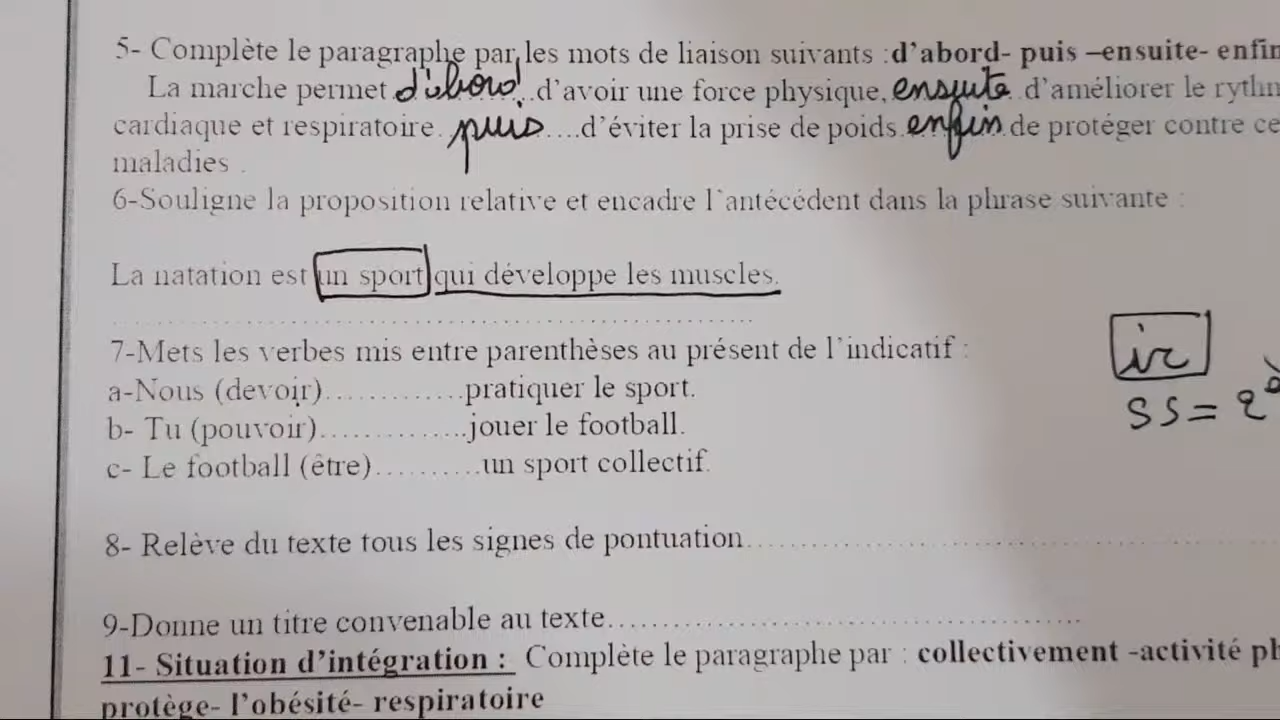 5- Complète le paragraphe par les mots de liaison suivants :d'abord- puis –ensuite- enfin
La marche permet d'abord...d'avoir une force physique, ensuite d'améliorer le rythm
cardiaque et respiratoire. puis....d'éviter la prise de poids. enfin de protéger contre ce
maladies .
6-Souligne la proposition relative et encadre l'antécédent dans la phrase suivante :
La natation est un sport qui développe les muscles.
7-Mets les verbes mis entre parenthèses au présent de l'indicatif :
ir
a-Nous (devoir)..............pratiquer le sport.
SS = 2
b- Tu (pouvoir)...............jouer le football.
c- Le football (être)...........un sport collectif.
8- Relève du texte tous les signes de pontuation......................................................
9-Donne un titre convenable au texte................................................
11- Situation d'intégration : Complète le paragraphe par : collectivement -activité ph
protège- l'obésité- respiratoire